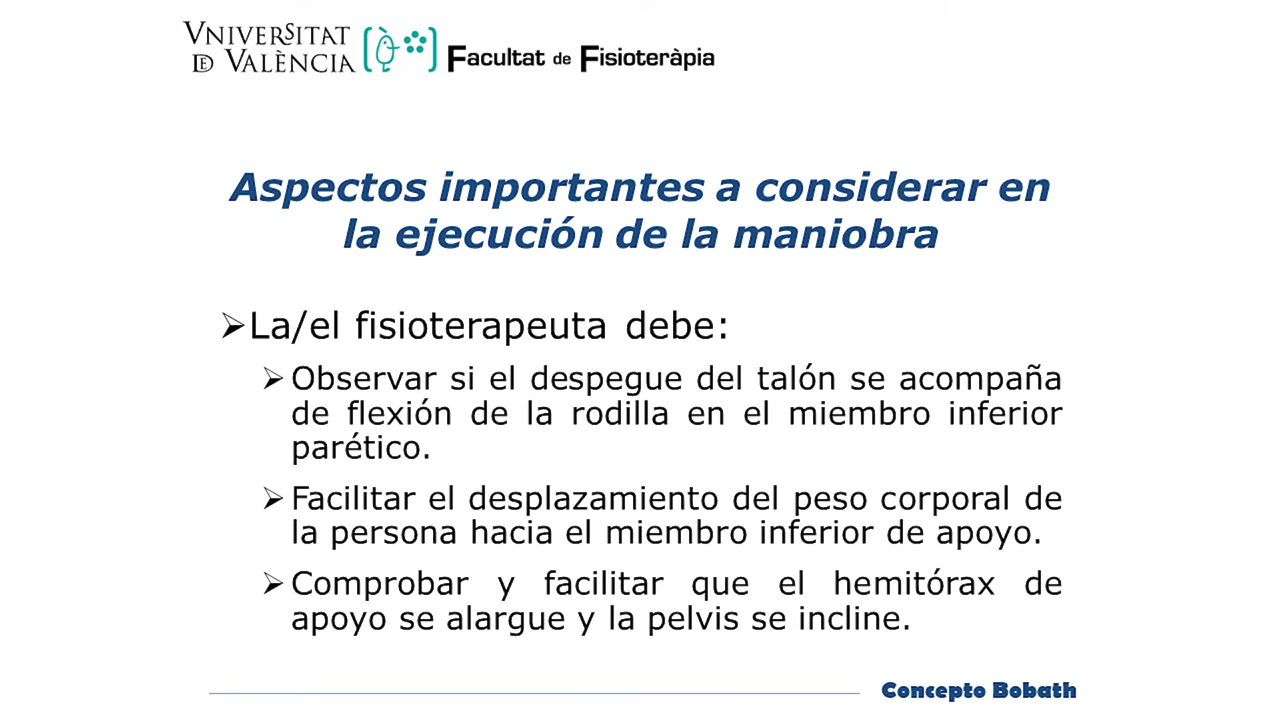 VNIVERSITAT
DE VALÈNCIA
Facultat de Fisioteràpia
Aspectos importantes a considerar en
la ejecución de la maniobra
La/el fisioterapeuta debe:
Observar si el despegue del talón se acompaña
de flexión de la rodilla en el miembro inferior
parético.
Facilitar el desplazamiento del peso corporal de
la persona hacia el miembro inferior de apoyo.
Comprobar y facilitar que el hemitórax de
apoyo se alargue y la pelvis se incline.
Concepto Bobath